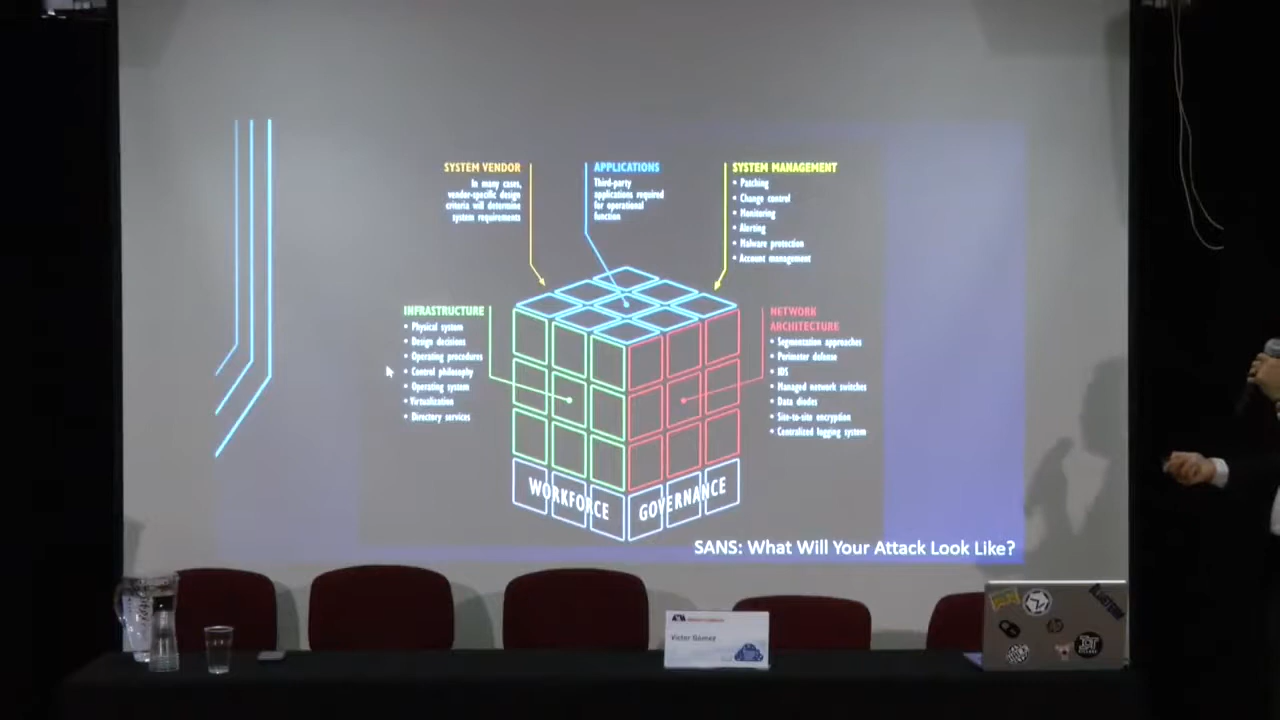 SYSTEM VENDOR
In many cases,
vendor-specific design
criteria will determine
system requirements
APPLICATIONS
Third-party
applications required
for operational
function
SYSTEM MANAGEMENT
• Patching
• Change control
• Monitoring
• Alerting
• Malware protection
• Account management
INFRASTRUCTURE
• Physical system
• Design decisions
• Operating procedures
• Control philosophy
• Operating system
• Virtualization
• Directory services
NETWORK
ARCHITECTURE
• Segmentation approaches
• Perimeter defense
• IDS
• Managed network switches
• Data diodes
• Site-to-site encryption
• Centralized logging system
WORKFORCE
GOVERNANCE
SANS: What Will Your Attack Look Like?
Victor Gomez